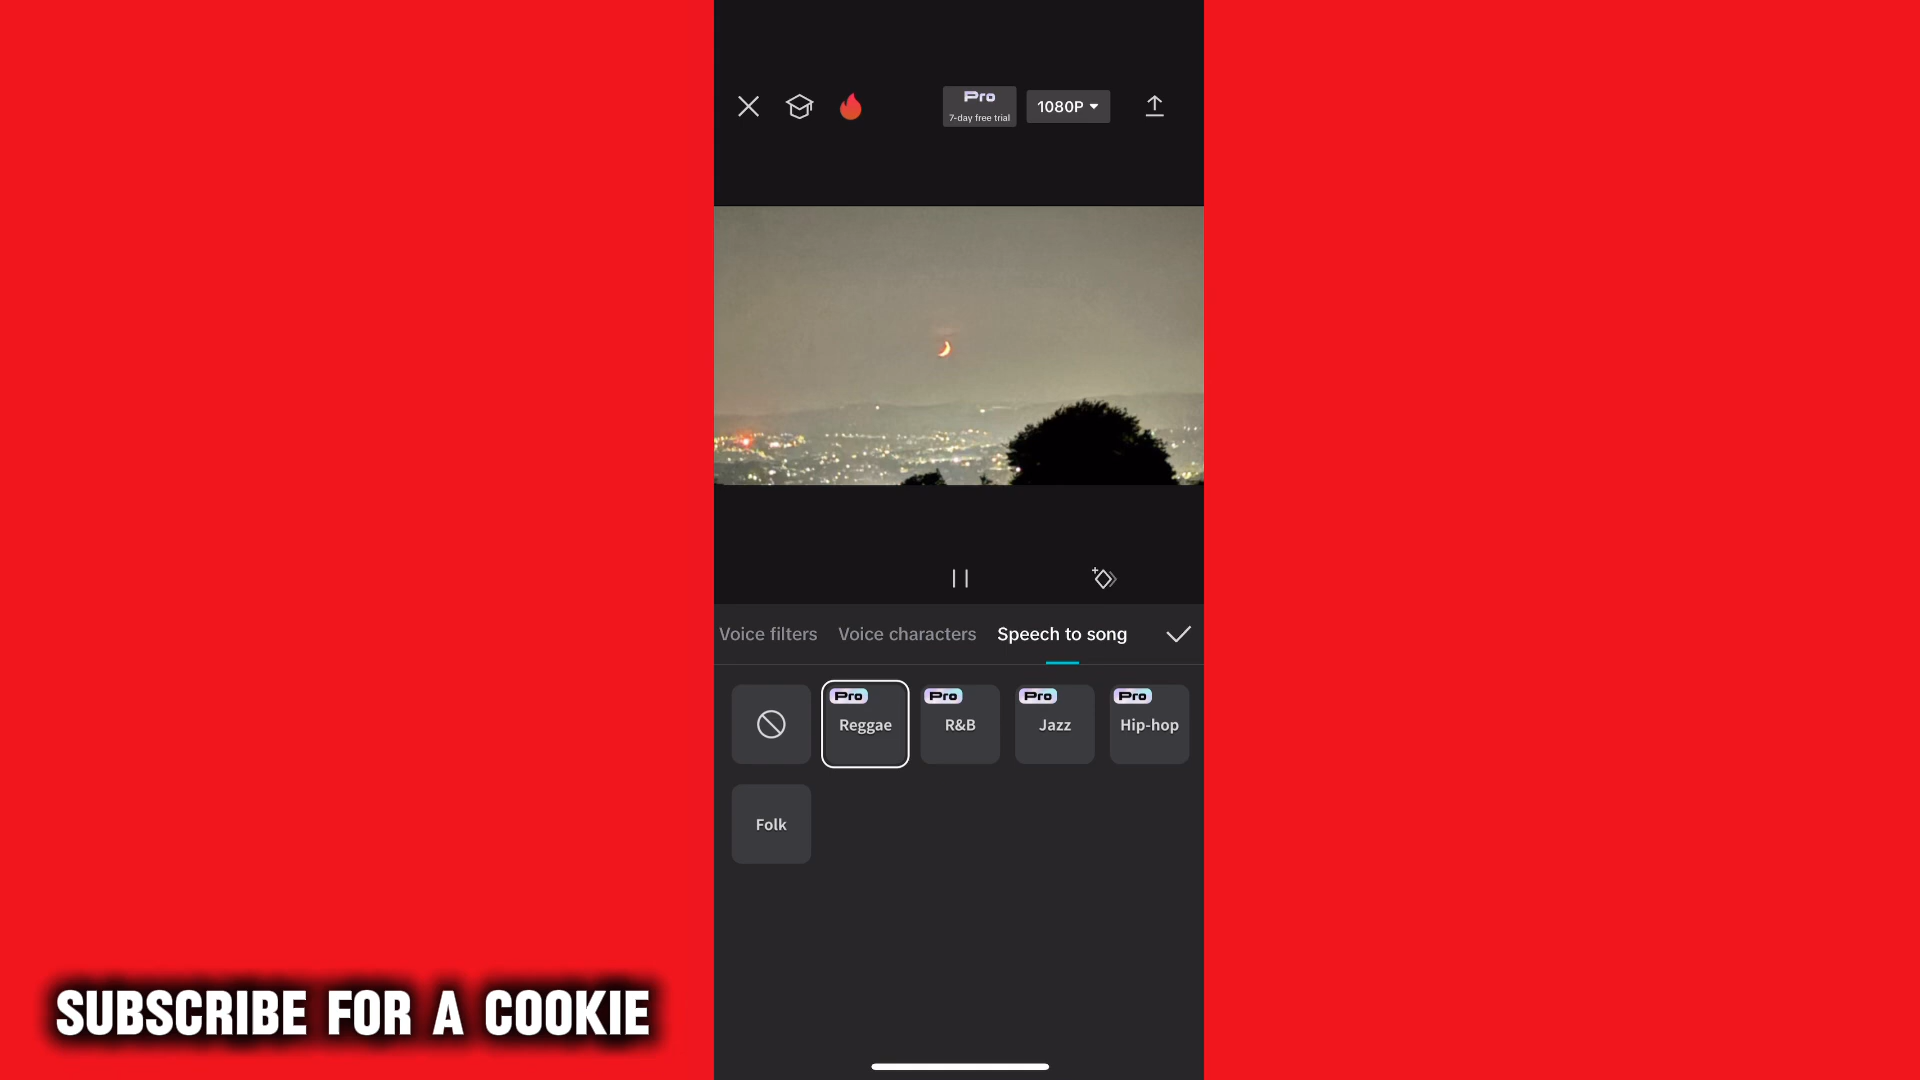 Pro
7-day free trial
1080P
Voice filters Voice characters Speech to song
Pro Pro Pro Pro
Reggae R&B Jazz Hip-hop
Folk
SUBSCRIBE FOR A COOKIE